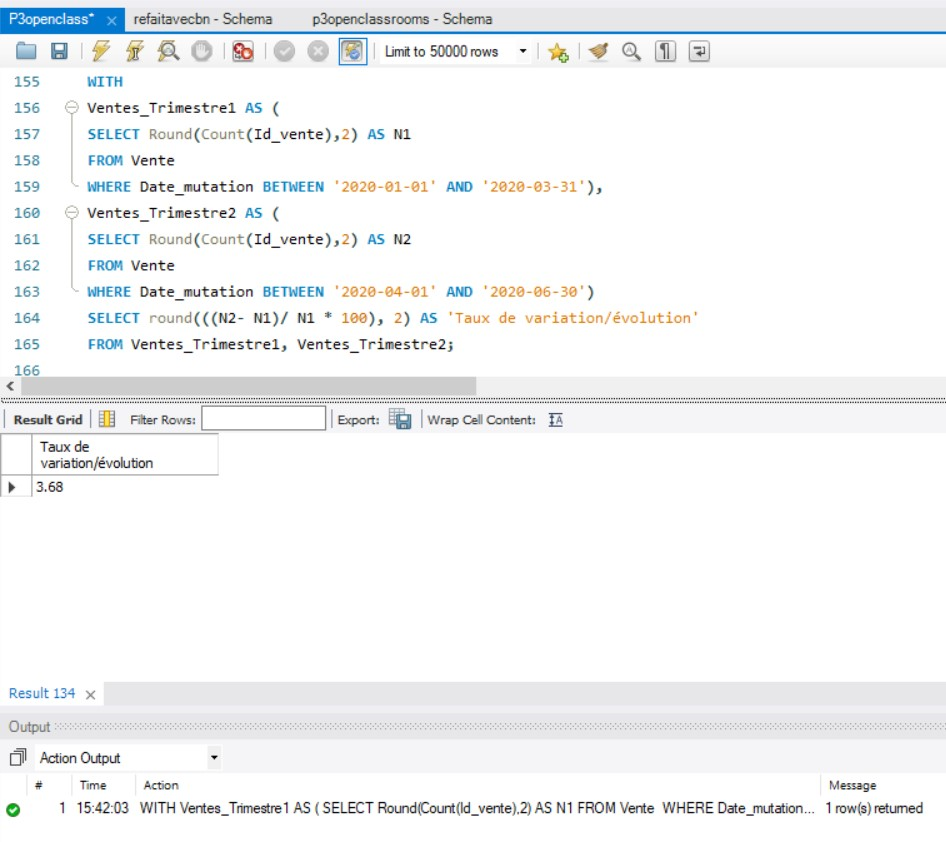 P3openclass* ×
refaitavecbn - Schema
p3openclassrooms - Schema
Limit to 50000 rows
155 WITH
156 Ventes_Trimestre1 AS (
157 SELECT Round(Count(Id_vente),2) AS N1
158 FROM Vente
159 WHERE Date_mutation BETWEEN '2020-01-01' AND '2020-03-31'),
160 Ventes_Trimestre2 AS (
161 SELECT Round(Count(Id_vente),2) AS N2
162 FROM Vente
163 WHERE Date_mutation BETWEEN '2020-04-01' AND '2020-06-30')
164 SELECT round(((N2- N1)/ N1 * 100), 2) AS 'Taux de variation/évolution'
165 FROM Ventes_Trimestre1, Ventes_Trimestre2;
166
Result Grid Filter Rows: Export: Wrap Cell Content:
Taux de
variation/évolution
3.68
Result 134 ×
Output
Action Output
# Time Action Message
1 15:42:03 WITH Ventes_Trimestre1 AS ( SELECT Round(Count(Id_vente),2) AS N1 FROM Vente WHERE Date_mutation... 1 row(s) returned